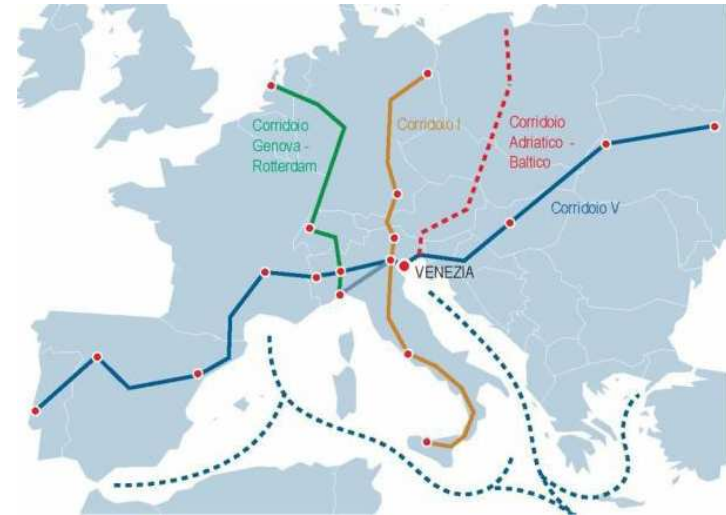 Corridoio
Genova -
Rotterdam
Corridoio I
Corridoio
Adriatico -
Baltico
Corridoio V
VENEZIA